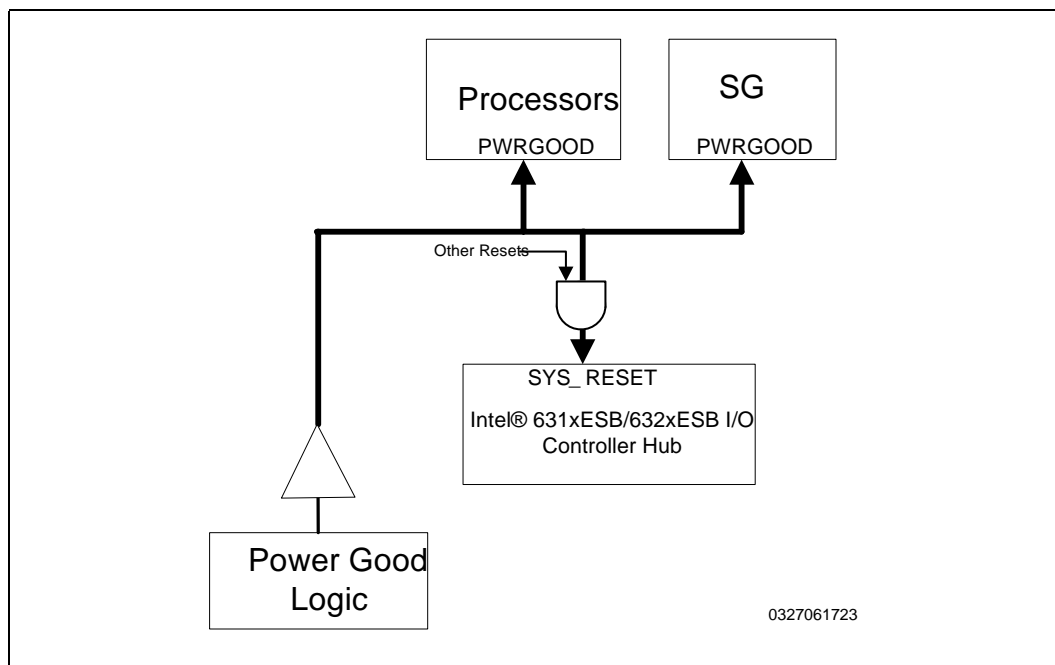 Processors
PWRGOOD
SG
PWRGOOD
Other Resets
SYS_ RESET
Intel® 631xESB/632xESB I/O
Controller Hub
Power Good
Logic
0327061723